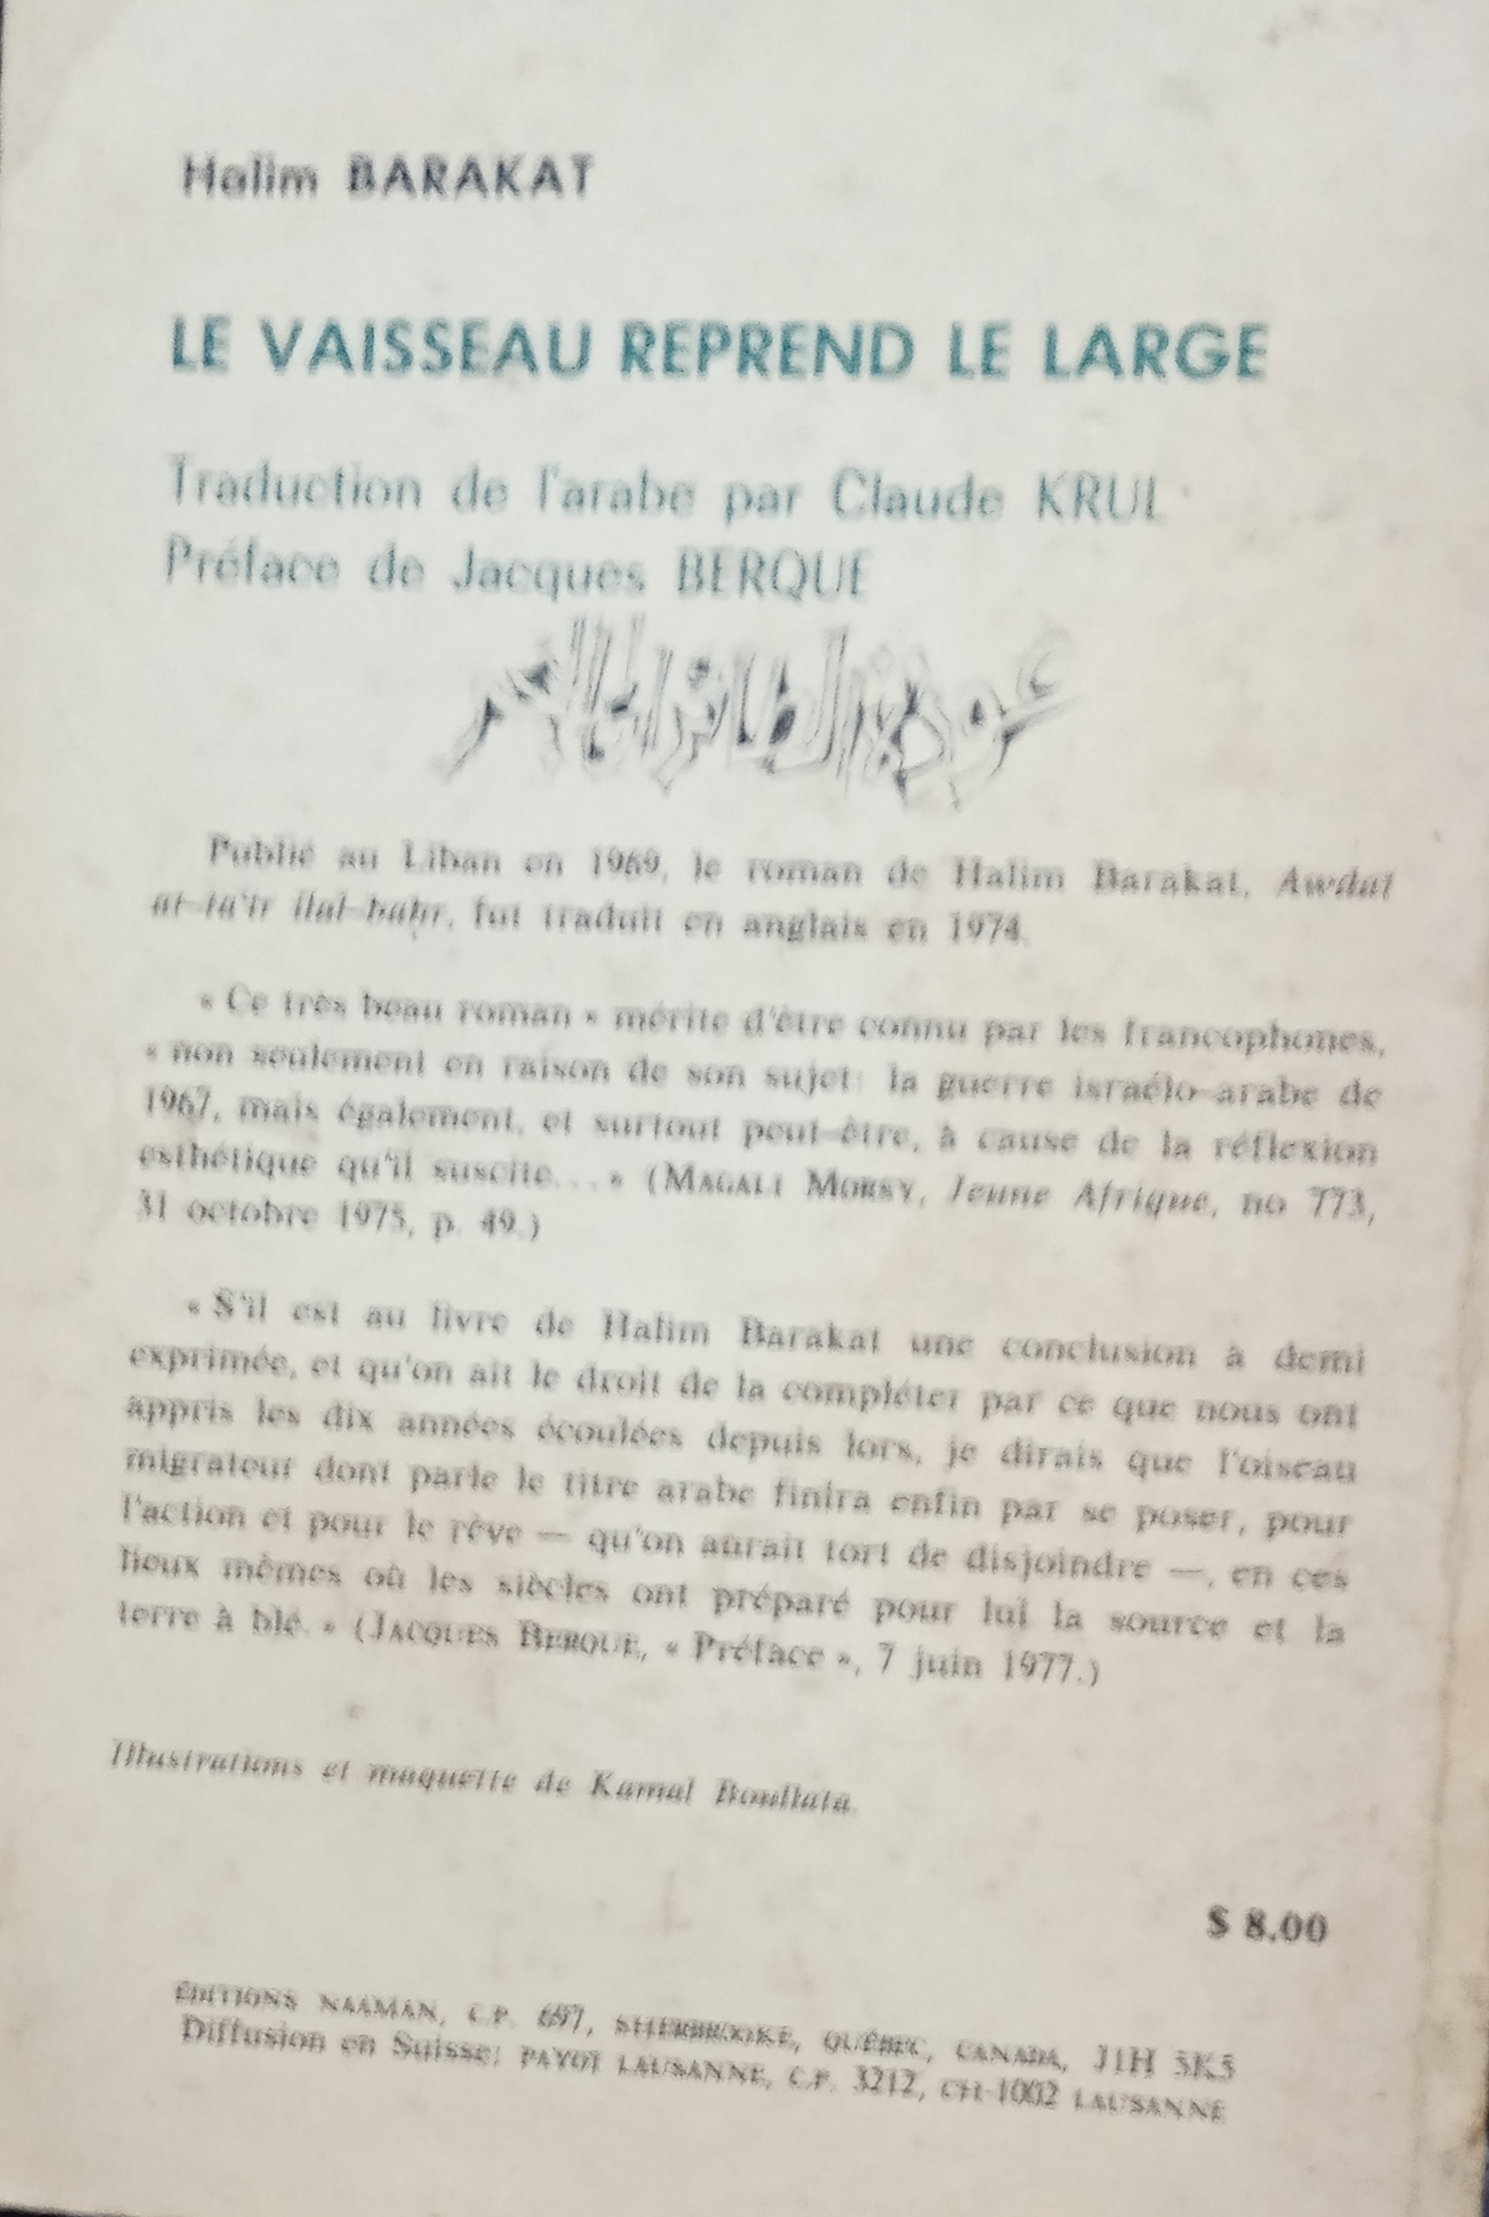 Halim BARAKAT
LE VAISSEAU REPREND LE LARGE
Traduction de l'arabe par Claude KRUL
Préface de Jacques BERQUE
عودة الطائر إلى البحر
Publié au Liban en 1969, le roman de Halim Barakat, Awdat
at-ta'ir ilal-bahr, fut traduit en anglais en 1974.
« Ce très beau roman » mérite d'être connu par les francophones,
« non seulement en raison de son sujet: la guerre israélo-arabe de
1967, mais également, et surtout peut-être, à cause de la réflexion
esthétique qu'il suscite... » (MAGALI MORSY, Jeune Afrique, no 773,
31 octobre 1975, p. 49.)
« S'il est au livre de Halim Barakat une conclusion à demi
exprimée, et qu'on ait le droit de la compléter par ce que nous ont
appris les dix années écoulées depuis lors, je dirais que l'oiseau
migrateur dont parle le titre arabe finira enfin par se poser, pour
l'action et pour le rêve — qu'on aurait tort de disjoindre —, en ces
lieux mêmes où les siècles ont préparé pour lui la source et la
terre à blé. » (JACQUES BERQUE, « Préface », 7 juin 1977.)
Illustrations et maquette de Kamal Boullata.
$ 8.00
ÉDITIONS NAAMAN, C.P. 697, SHERBROOKE, QUÉBEC, CANADA, J1H 5K5
Diffusion en Suisse: PAYOT LAUSANNE, C.P. 3212, CH-1002 LAUSANNE